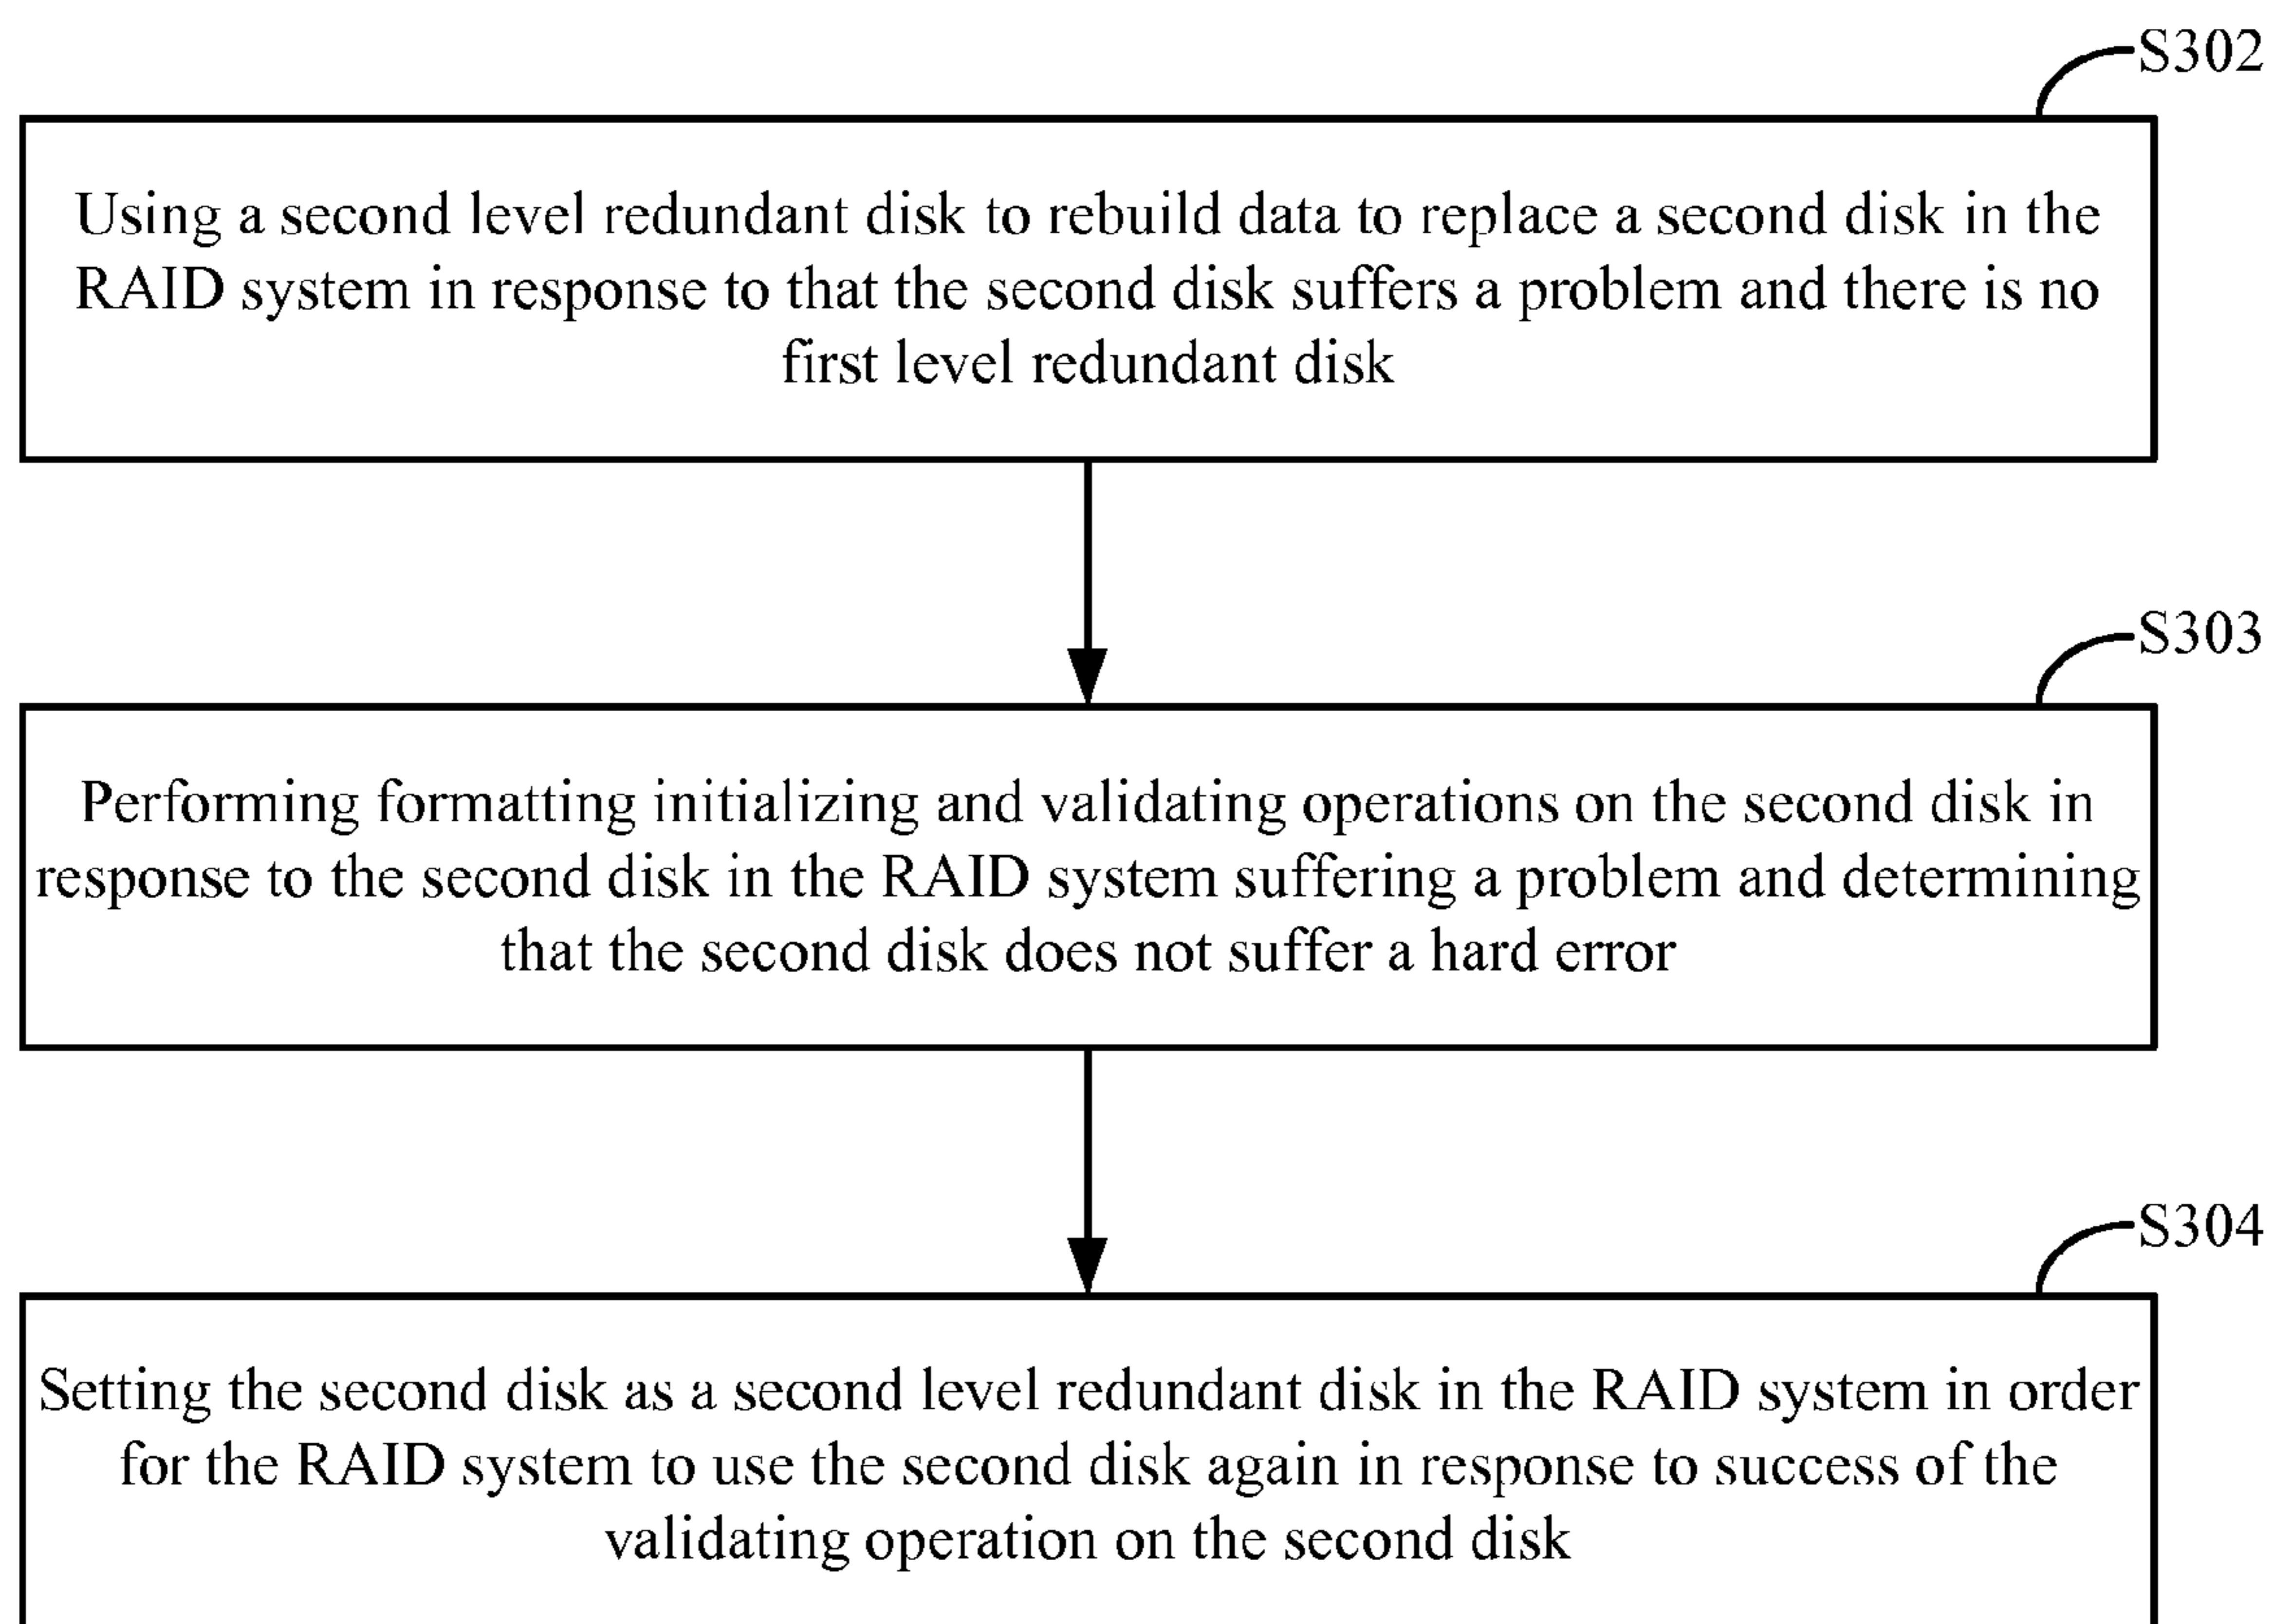 S302
Using a second level redundant disk to rebuild data to replace a second disk in the
RAID system in response to that the second disk suffers a problem and there is no
first level redundant disk
S303
Performing formatting initializing and validating operations on the second disk in
response to the second disk in the RAID system suffering a problem and determining
that the second disk does not suffer a hard error
S304
Setting the second disk as a second level redundant disk in the RAID system in order
for the RAID system to use the second disk again in response to success of the
validating operation on the second disk